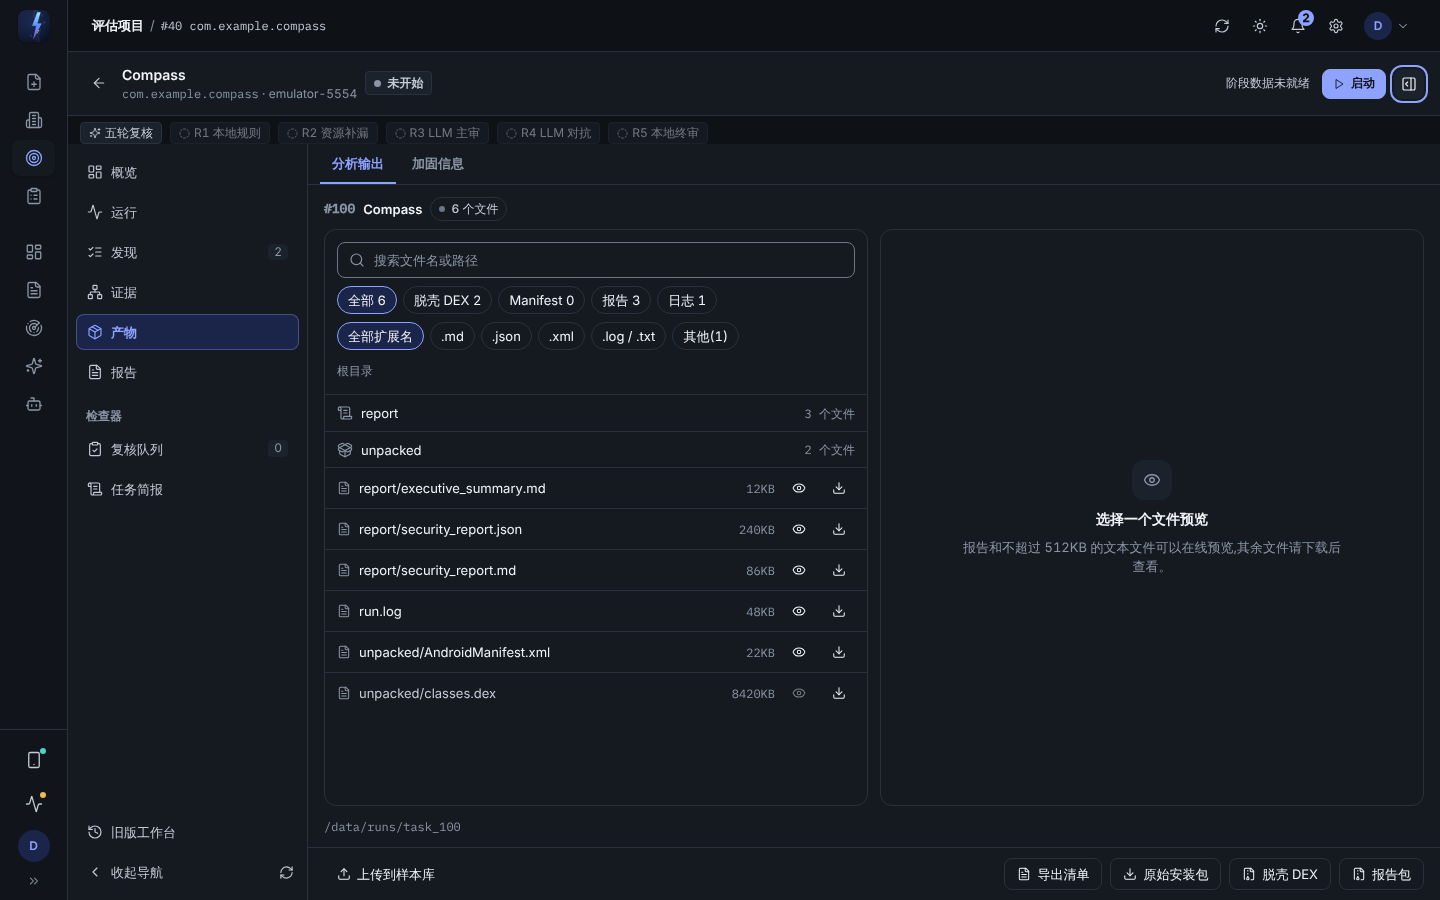 评估项目 / #40 com.example.compass
2
D
Compass
com.example.compass · emulator-5554
未开始
阶段数据未就绪
启动
五轮复核
R1 本地规则
R2 资源补漏
R3 LLM 主审
R4 LLM 对抗
R5 本地终审
概览
运行
发现 2
证据
产物
报告
检查器
复核队列 0
任务简报
旧版工作台
收起导航
D
分析输出
加固信息
#100 Compass 6 个文件
搜索文件名或路径
全部 6
脱壳 DEX 2
Manifest 0
报告 3
日志 1
全部扩展名
.md
.json
.xml
.log / .txt
其他(1)
根目录
report 3 个文件
unpacked 2 个文件
report/executive_summary.md 12KB
report/security_report.json 240KB
report/security_report.md 86KB
run.log 48KB
unpacked/AndroidManifest.xml 22KB
unpacked/classes.dex 8420KB
选择一个文件预览
报告和不超过 512KB 的文本文件可以在线预览,其余文件请下载后
查看。
/data/runs/task_100
上传到样本库
导出清单
原始安装包
脱壳 DEX
报告包